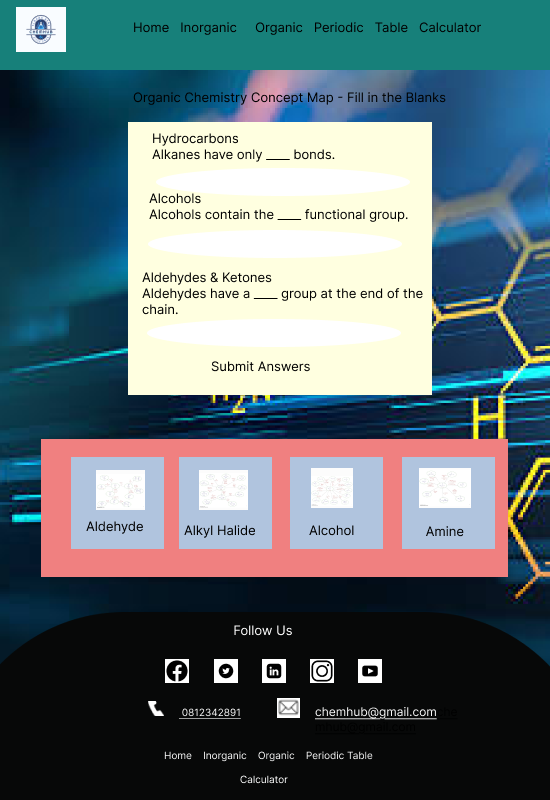 CHEMHUB
Home Inorganic Organic Periodic Table Calculator
Organic Chemistry Concept Map - Fill in the Blanks
Hydrocarbons
Alkanes have only ____ bonds.
Alcohols
Alcohols contain the ____ functional group.
Aldehydes & Ketones
Aldehydes have a ____ group at the end of the
chain.
Submit Answers
H₂N
H
Aldehyde
Alkyl Halide
Alcohol
Amine
Follow Us
0812342891
chemhub@gmail.com
Home Inorganic Organic Periodic Table
Calculator